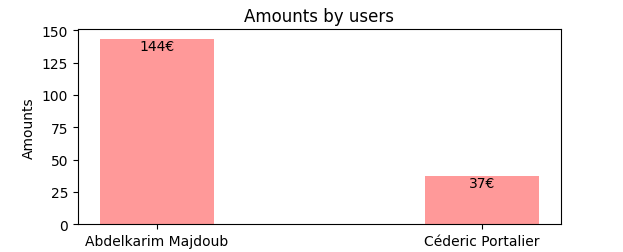 Amounts by users
150
125
100
75
50
25
0
Amounts
144€
37€
Abdelkarim Majdoub
Céderic Portalier